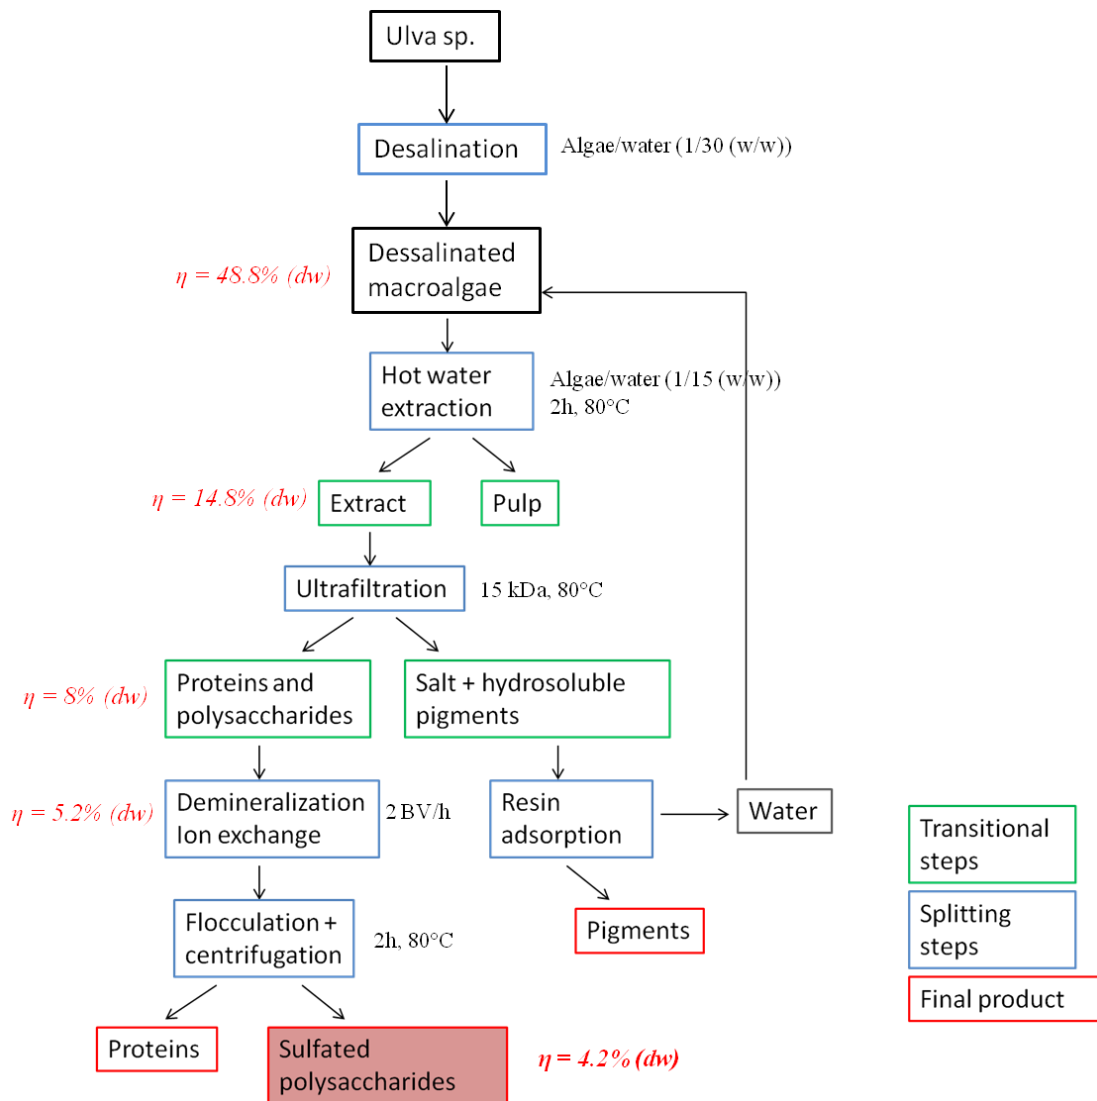 Ulva sp.
Desalination
Algae/water (1/30 (w/w))
Dessalinated
macroalgae
η = 48.8% (dw)
Hot water
extraction
Algae/water (1/15 (w/w))
2h, 80°C
η = 14.8% (dw)
Extract
Pulp
Ultrafiltration
15 kDa, 80°C
η = 8% (dw)
Proteins and
polysaccharides
Salt + hydrosoluble
pigments
η = 5.2% (dw)
Demineralization
Ion exchange
2 BV/h
Resin
adsorption
Water
Flocculation +
centrifugation
2h, 80°C
Pigments
Proteins
Sulfated
polysaccharides
η = 4.2% (dw)
Transitional
steps
Splitting
steps
Final product